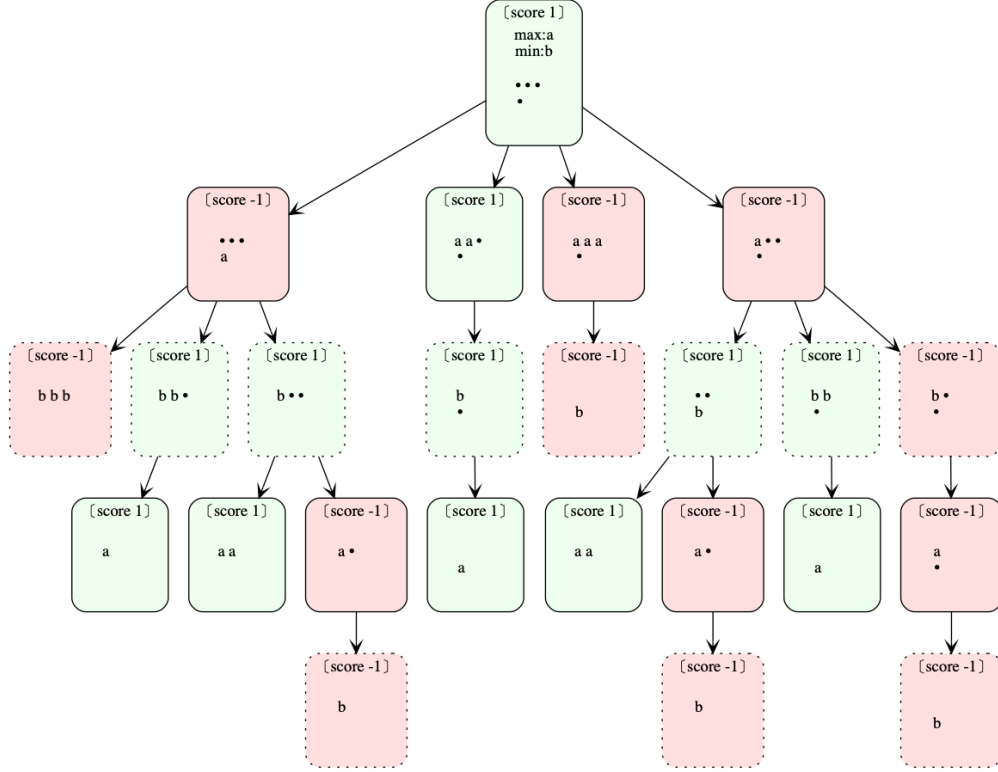 〔score 1〕
max:a
min:b
•••
•
〔score -1〕
•••
a
〔score 1〕
a a •
•
〔score -1〕
a a a
•
〔score -1〕
a ••
•
〔score -1〕
b b b
〔score 1〕
b b •
〔score 1〕
b ••
〔score 1〕
b
•
〔score -1〕
b
〔score 1〕
••
b
〔score 1〕
b b
•
〔score -1〕
b •
•
〔score 1〕
a
〔score 1〕
a a
〔score -1〕
a •
〔score 1〕
a
〔score 1〕
a a
〔score -1〕
a •
〔score 1〕
a
〔score -1〕
a
•
〔score -1〕
b
〔score -1〕
b
〔score -1〕
b